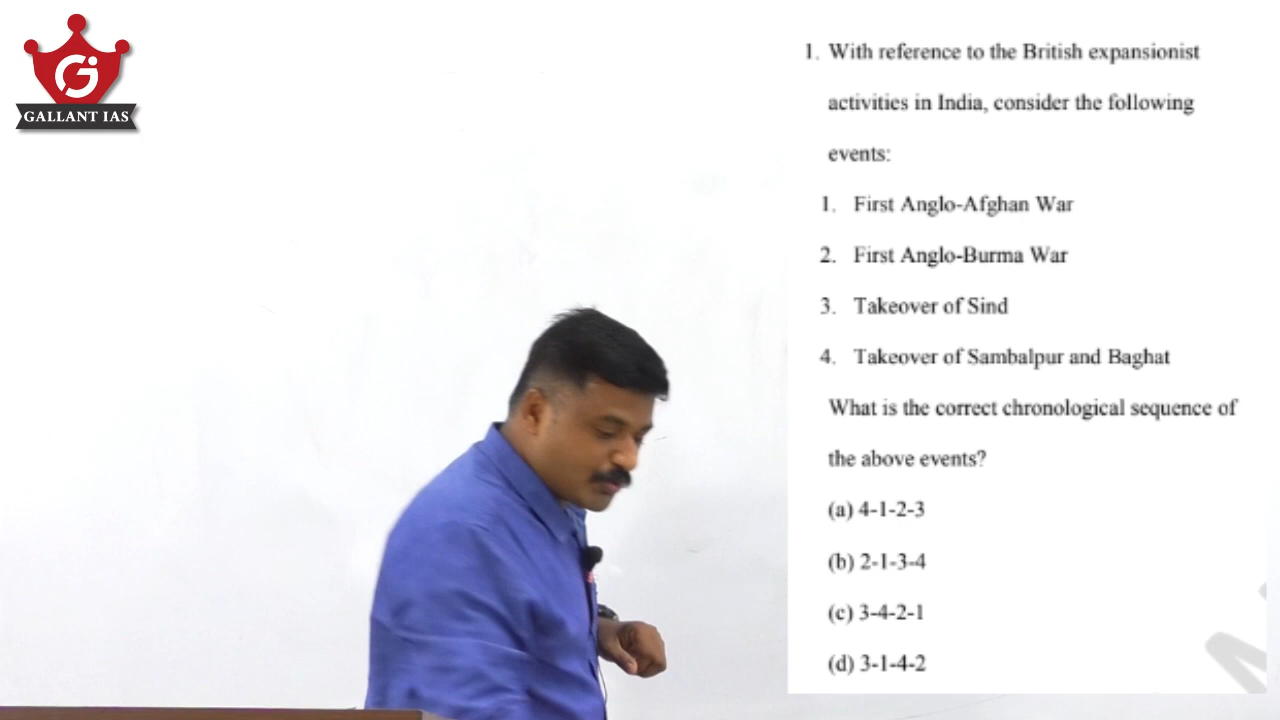 GALLANT IAS
1. With reference to the British expansionist
activities in India, consider the following
events:
1. First Anglo-Afghan War
2. First Anglo-Burma War
3. Takeover of Sind
4. Takeover of Sambalpur and Baghat
What is the correct chronological sequence of
the above events?
(a) 4-1-2-3
(b) 2-1-3-4
(c) 3-4-2-1
(d) 3-1-4-2